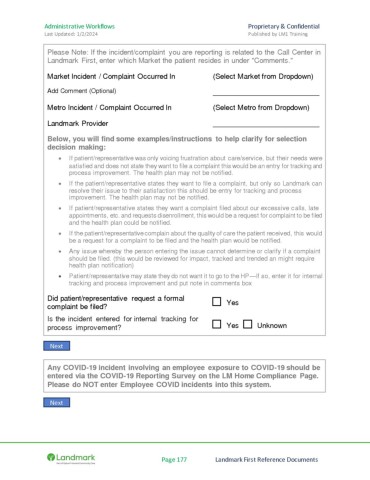 Administrative Workflows Proprietary & Confidential
Last Updated: 1/2/2024 Published by LM1 Training
Please Note: If the incident/complaint you are reporting is related to the Call Center in
Landmark First, enter which Market the patient resides in under "Comments."
Market Incident / Complaint Occurred In (Select Market from Dropdown)
Add Comment (Optional)
Metro Incident / Complaint Occurred In (Select Metro from Dropdown)
Landmark Provider
Below, you will find some examples/instructions to help clarify for selection
decision making:
• If patient/representative was only voicing frustration about care/service, but their needs were
satisfied and does not state they want to file a complaint this would be an entry for tracking and
process improvement. The health plan may not be notified.
• If the patient/representative states they want to file a complaint, but only so Landmark can
resolve their issue to their satisfaction this should be entry for tracking and process
improvement. The health plan may not be notified.
• If patient/representative states they want a complaint filed about our excessive calls, late
appointments, etc. and requests disenrollment, this would be a request for complaint to be filed
and the health plan could be notified.
• If the patient/representative complain about the quality of care the patient received, this would
be a request for a complaint to be filed and the health plan would be notified.
• Any issue whereby the person entering the issue cannot determine or clarify if a complaint
should be filed. (this would be reviewed for impact, tracked and trended an might require
health plan notification)
• Patient/representative may state they do not want it to go to the HP—if so, enter it for internal
tracking and process improvement and put note in comments box
Did patient/representative request a formal
complaint be filed? Yes
Is the incident entered for internal tracking for
process improvement? Yes Unknown
Next
Any COVID-19 incident involving an employee exposure to COVID-19 should be
entered via the COVID-19 Reporting Survey on the LM Home Compliance Page.
Please do NOT enter Employee COVID incidents into this system.
Next
Landmark Page 177 Landmark First Reference Documents